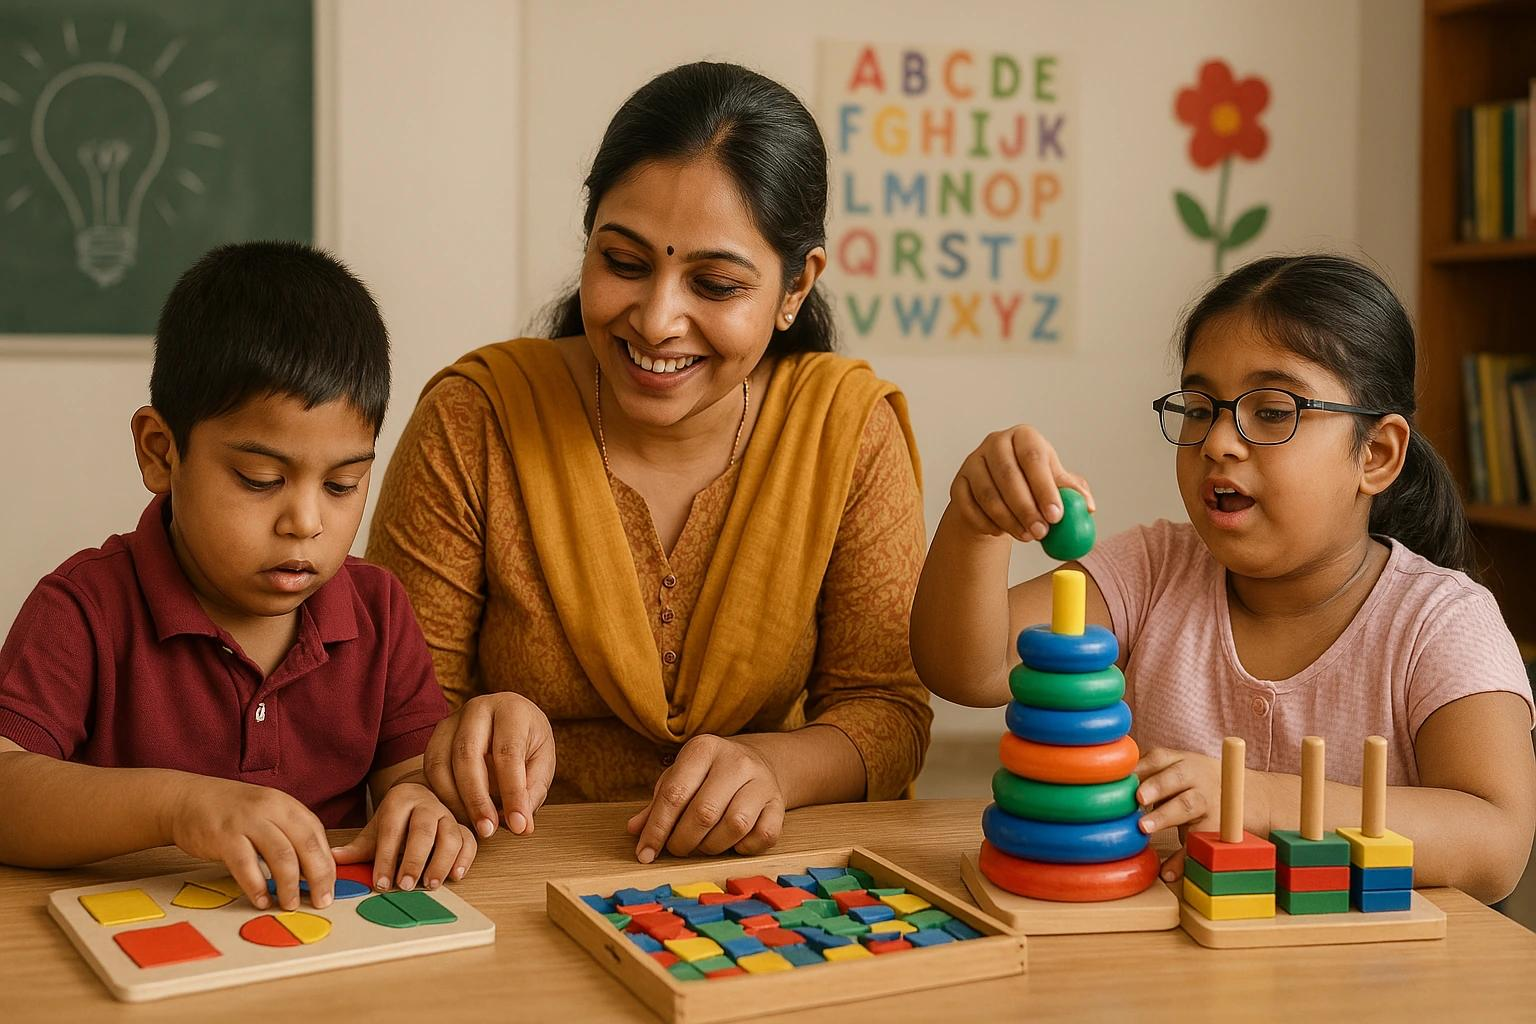 ABCDE
FGHIJK
LMNOP
QRSTU
VWXYZ